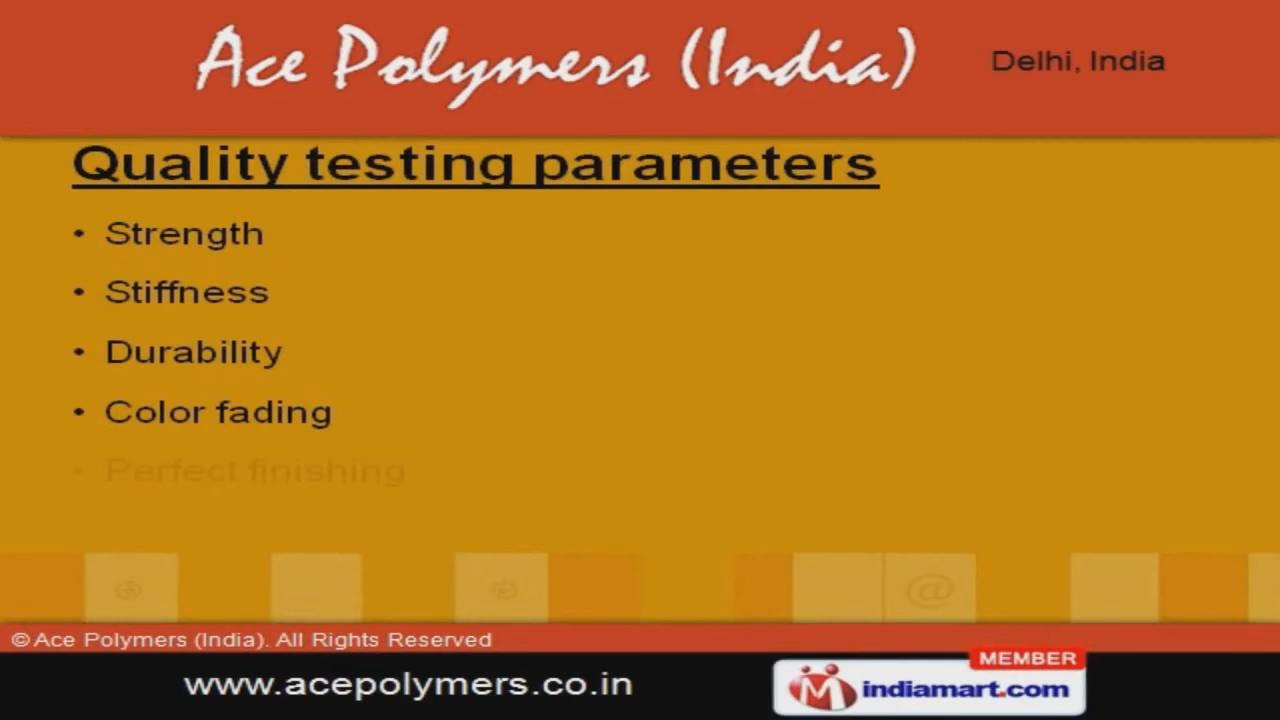 Ace Polymers (India)
Delhi, India
Quality testing parameters
• Strength
• Stiffness
• Durability
• Color fading
• Perfect finishing
@
© Ace Polymers (India). All Rights Reserved
MEMBER
www.acepolymers.co.in
indiamart.com